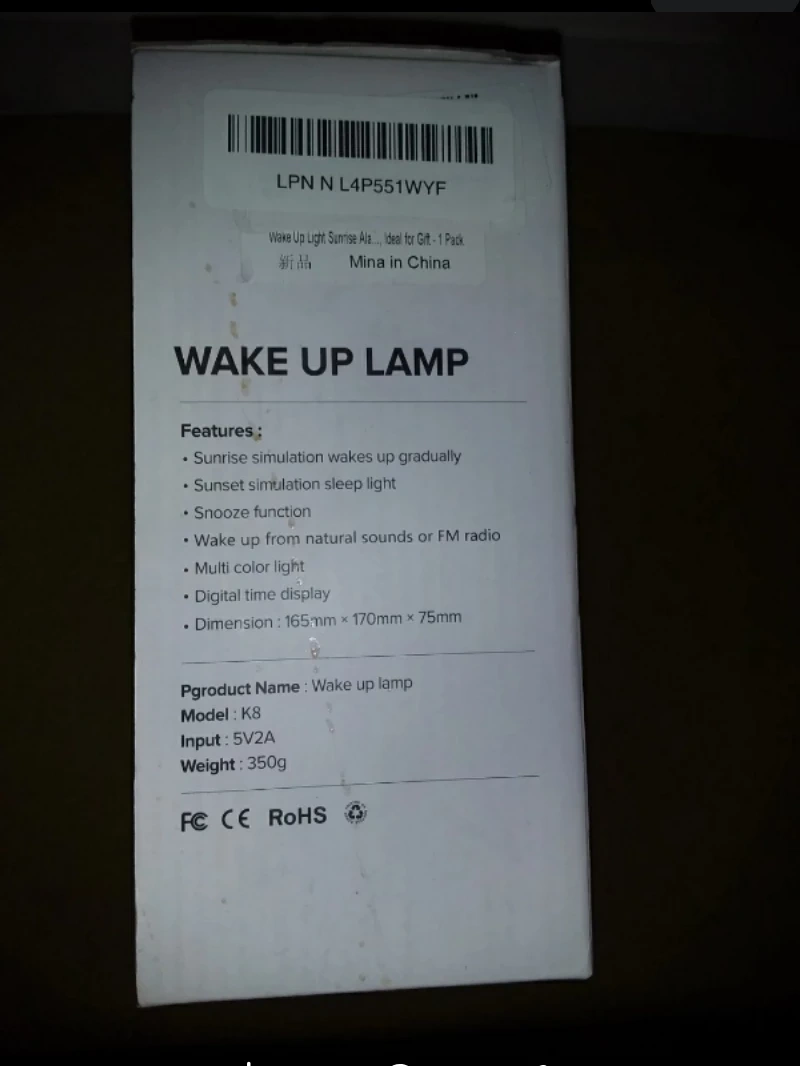 LPN N L4P551WYF
Wake Up Light Sunrise Ala..., Ideal for Gift - 1 Pack
新品 Mina in China
WAKE UP LAMP
Features :
• Sunrise simulation wakes up gradually
• Sunset simulation sleep light
• Snooze function
• Wake up from natural sounds or FM radio
• Multi color light
• Digital time display
• Dimension : 165mm × 170mm × 75mm
Pgroduct Name : Wake up lamp
Model : K8
Input : 5V2A
Weight : 350g
FC CE RoHS